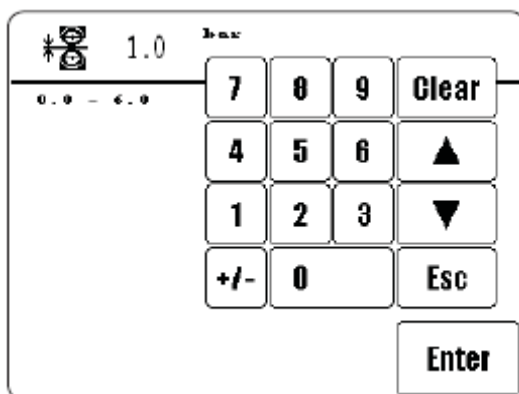 1.0 bar
0.0 - 6.0
7 8 9 Clear
4 5 6 ▲
1 2 3 ▼
+/- 0 Esc
Enter